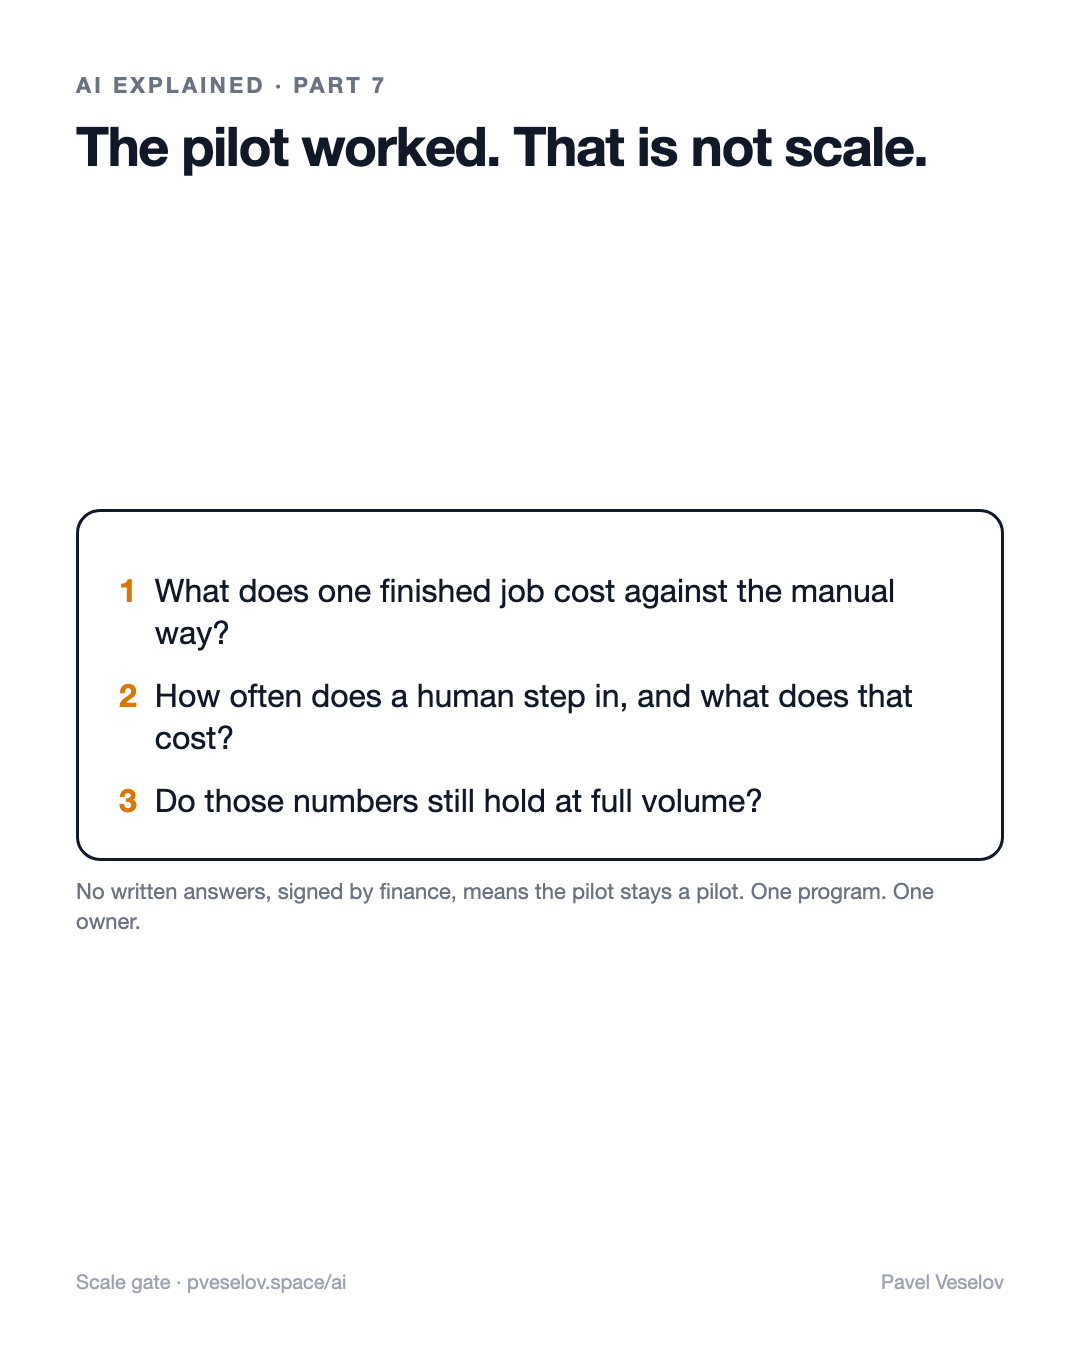 AI EXPLAINED · PART 7
The pilot worked. That is not scale.
1 What does one finished job cost against the manual
way?
2 How often does a human step in, and what does that
cost?
3 Do those numbers still hold at full volume?
No written answers, signed by finance, means the pilot stays a pilot. One program. One
owner.
Scale gate · pveselov.space/ai
Pavel Veselov